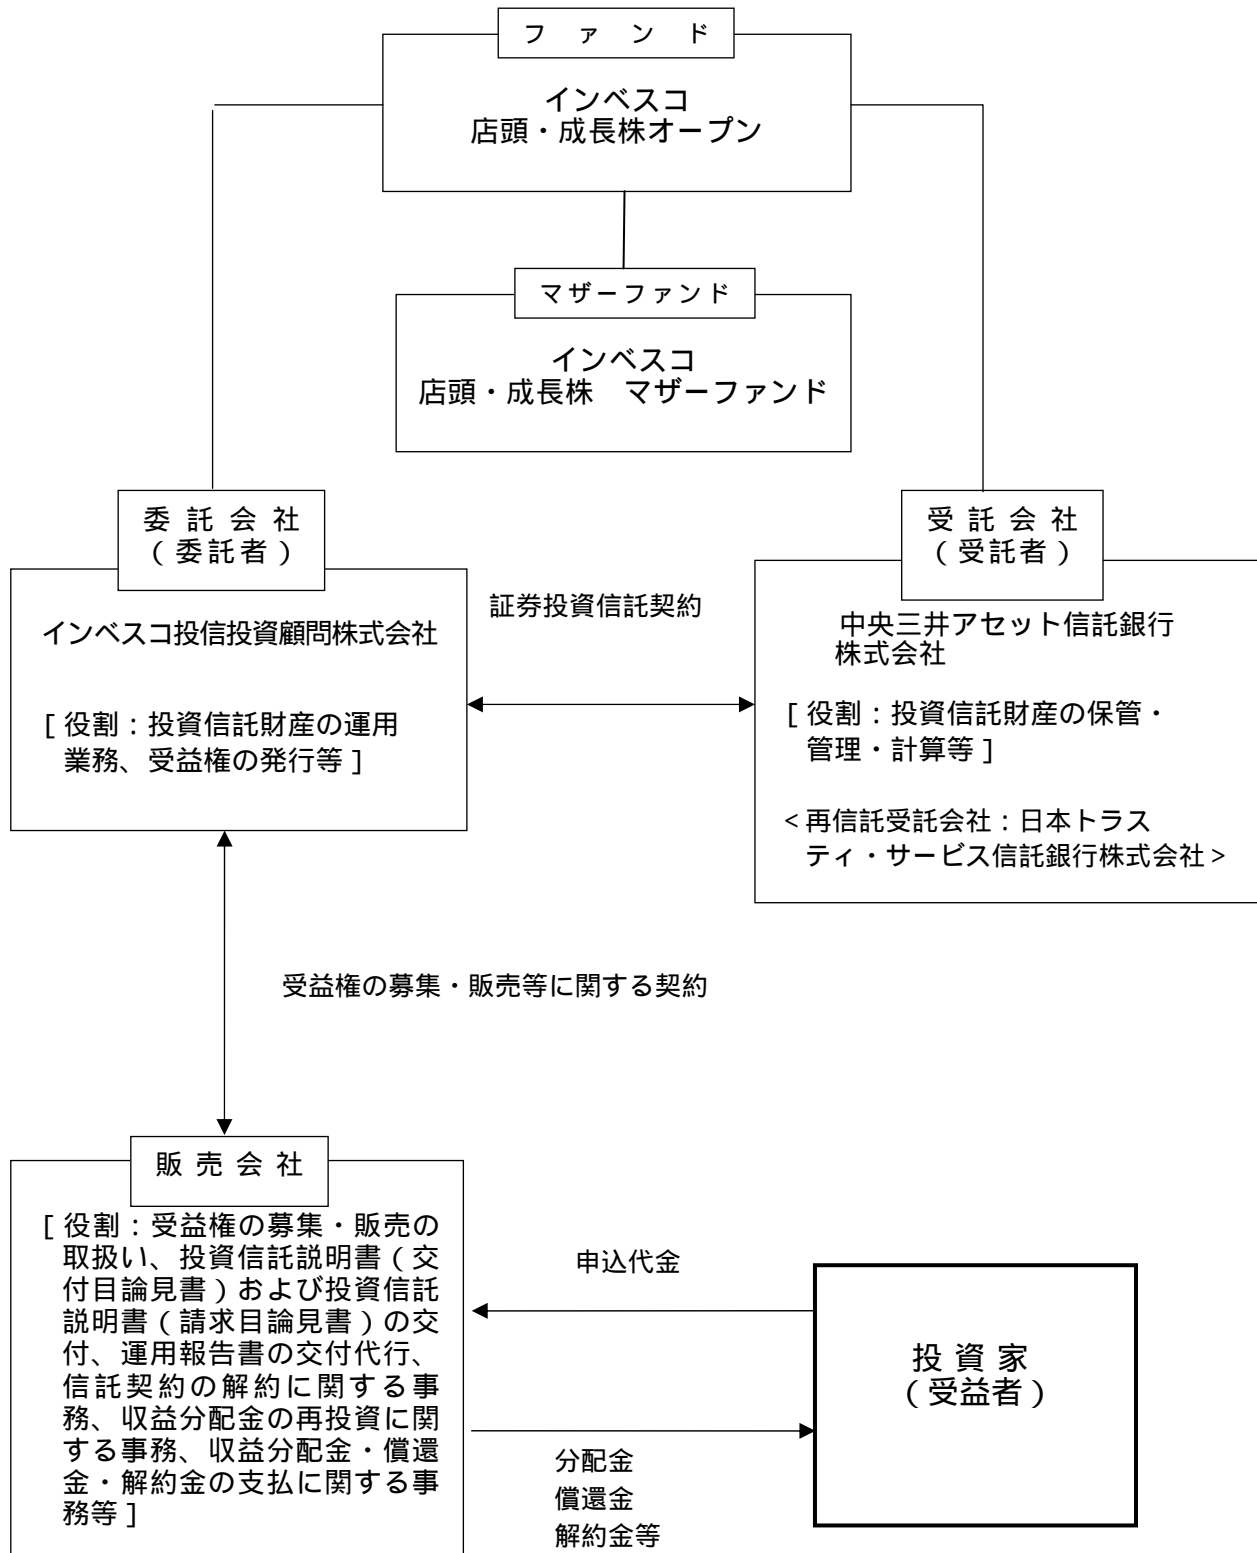 ファンド
インベスコ
店頭・成長株オープン
マザーファンド
インベスコ
店頭・成長株　マザーファンド
委託会社
（委託者）
インベスコ投信投資顧問株式会社
[ 役割：投資信託財産の運用
業務、受益権の発行等 ]
証券投資信託契約
受託会社
（受託者）
中央三井アセット信託銀行
株式会社
[ 役割：投資信託財産の保管・
管理・計算等 ]
< 再信託受託会社：日本トラス
ティ・サービス信託銀行株式会社 >
受益権の募集・販売等に関する契約
販売会社
[ 役割：受益権の募集・販売の
取扱い、投資信託説明書（交
付目論見書）および投資信託
説明書（請求目論見書）の交
付、運用報告書の交付代行、
信託契約の解約に関する事
務、収益分配金の再投資に関
する事務、収益分配金・償還
金・解約金の支払に関する事
務等 ]
申込代金
分配金
償還金
解約金等
投資家
（受益者）